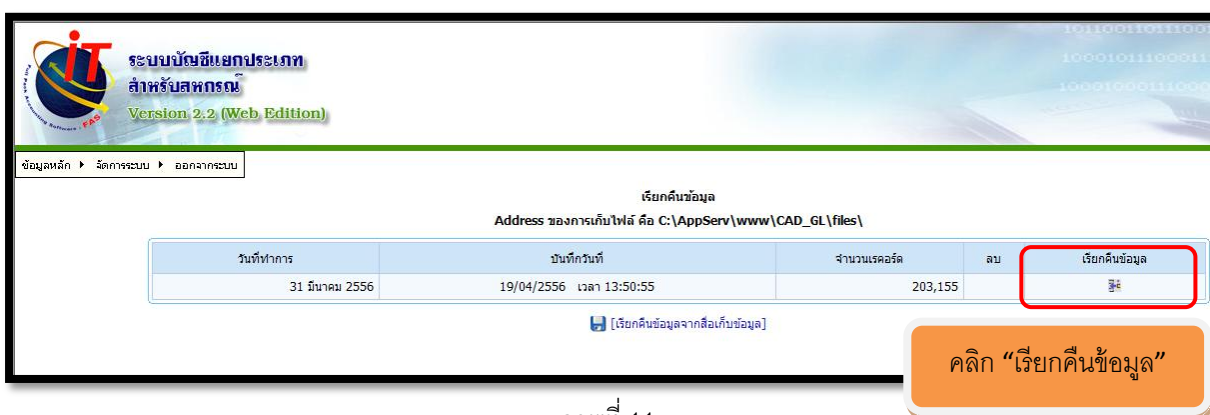 iT
Full Pack Accounting Software : FAS
ระบบบัญชีแยกประเภท
สำหรับสหกรณ์
Version 2.2 (Web Edition)
ข้อมูลหลัก จัดการระบบ ออกจากระบบ
เรียกคืนข้อมูล
Address ของการเก็บไฟล์ คือ C:\AppServ\www\CAD_GL\files\
วันที่ทำการ บันทึกวันที่ จำนวนเรคอร์ด ลบ เรียกคืนข้อมูล
31 มีนาคม 2556 19/04/2556 เวลา 13:50:55 203,155
[เรียกคืนข้อมูลจากสื่อเก็บข้อมูล]
คลิก “เรียกคืนข้อมูล”